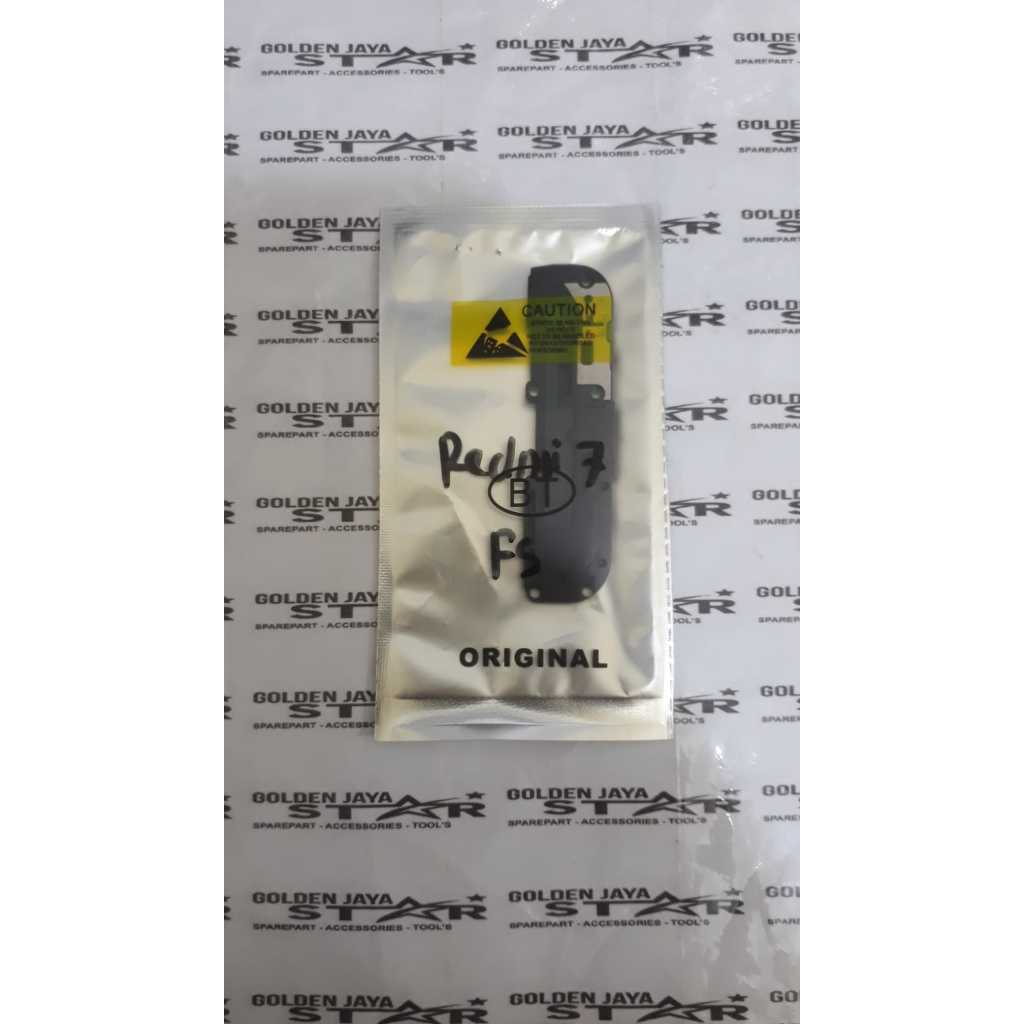 GOLDEN JAYA
STAR
SPAREPART - ACCESSORIES - TOOL'S
CAUTION
Redmi 7
BT
FS
ORIGINAL